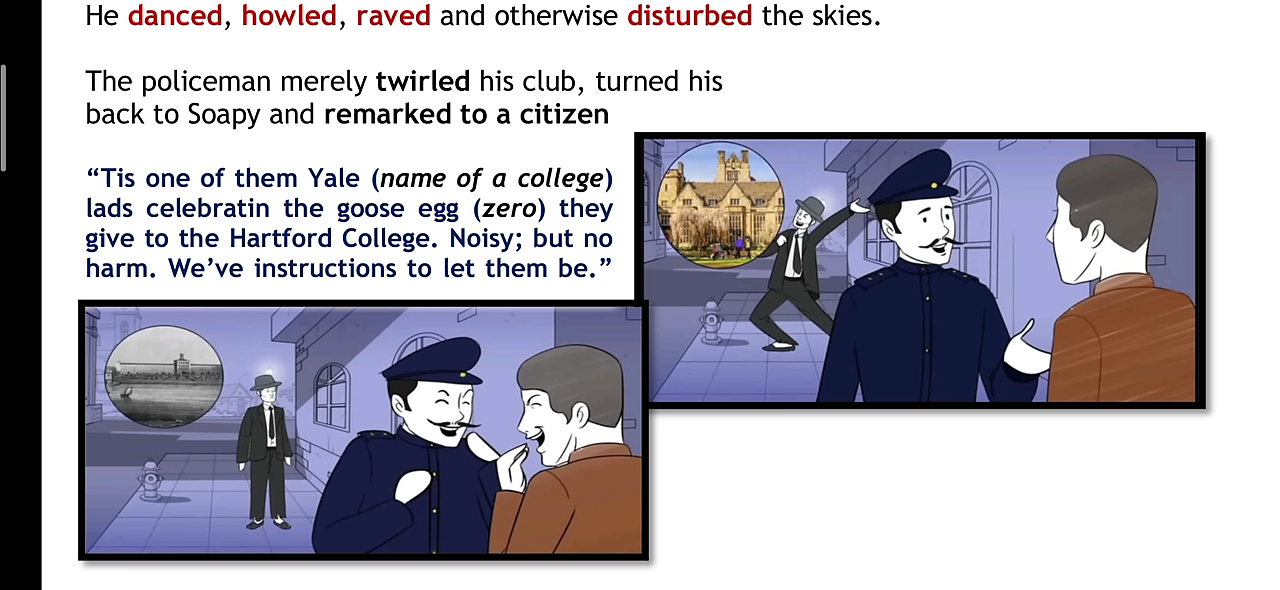 He danced, howled, raved and otherwise disturbed the skies.
The policeman merely twirled his club, turned his
back to Soapy and remarked to a citizen
“Tis one of them Yale (name of a college)
lads celebratin the goose egg (zero) they
give to the Hartford College. Noisy; but no
harm. We’ve instructions to let them be.”